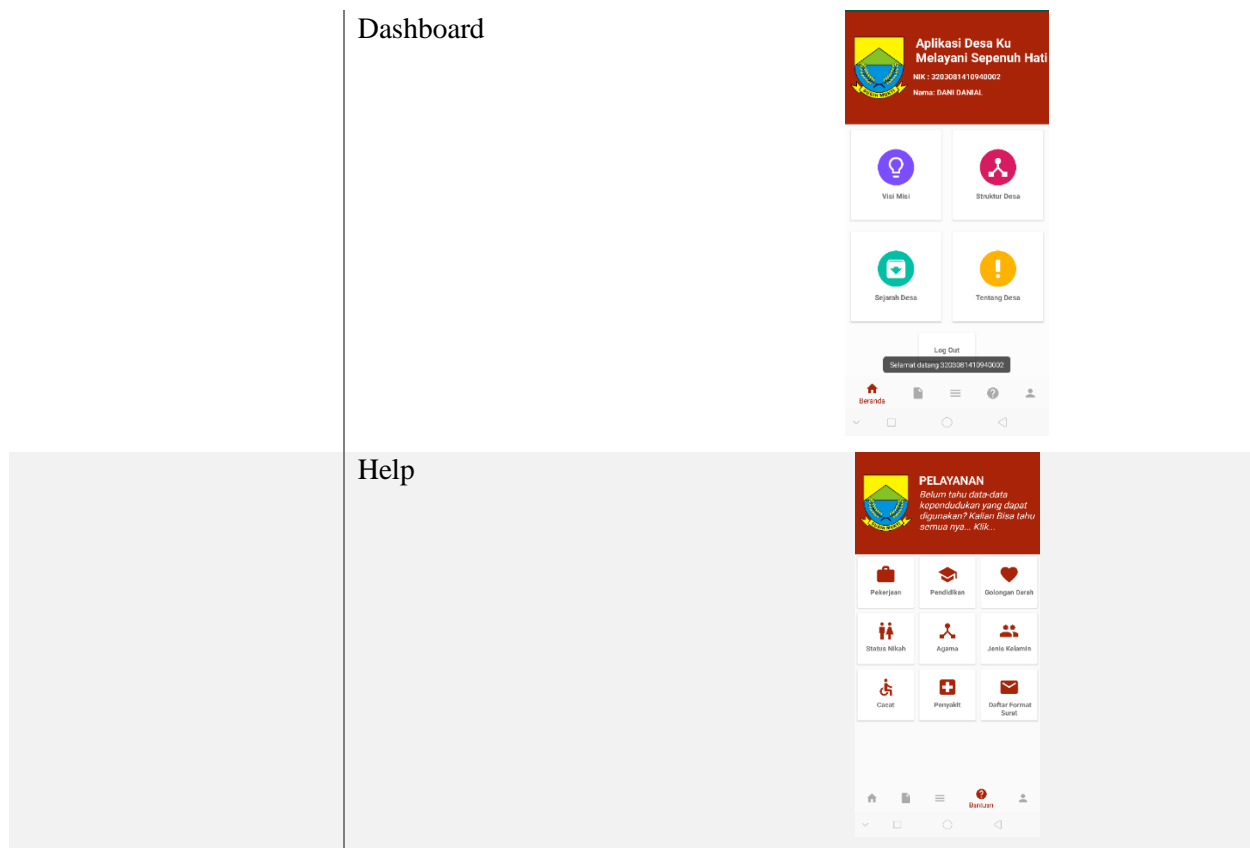 Dashboard
Aplikasi Desa Ku
Melayani Sepenuh Hati
NIK : 3203081410940002
Nama: DANI DANIAL
Visi Misi
Struktur Desa
Sejarah Desa
Tentang Desa
Log Out
Selamat datang 3203081410940002
Beranda
Help
PELAYANAN
Belum tahu data-data
kependudukan yang dapat
digunakan? Kalian Bisa tahu
semua nya... Klik...
Pekerjaan
Pendidikan
Golongan Darah
Status Nikah
Agama
Jenis Kelamin
Cacat
Penyakit
Daftar Format
Surat
Bantuan